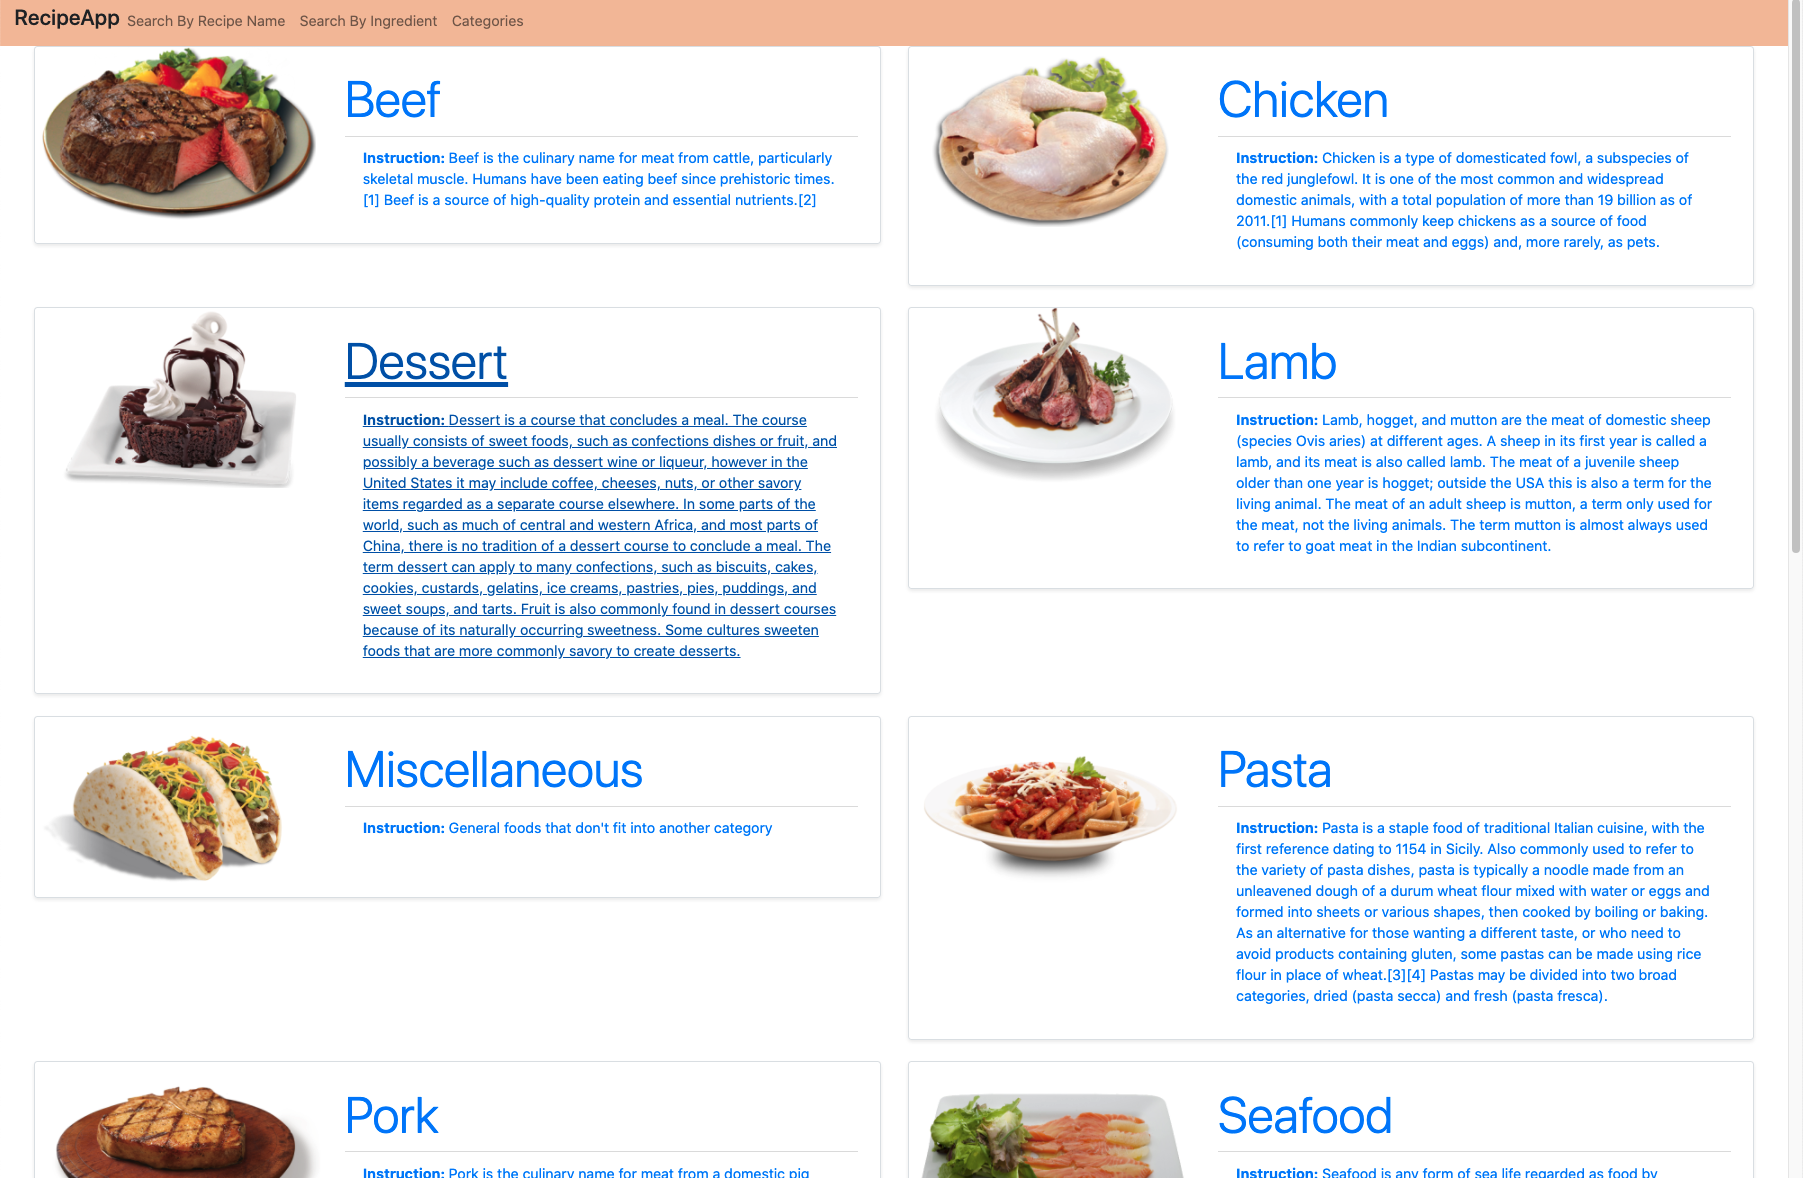 RecipeApp Search By Recipe Name Search By Ingredient Categories
Beef
Instruction: Beef is the culinary name for meat from cattle, particularly
skeletal muscle. Humans have been eating beef since prehistoric times.
[1] Beef is a source of high-quality protein and essential nutrients.[2]
Chicken
Instruction: Chicken is a type of domesticated fowl, a subspecies of
the red junglefowl. It is one of the most common and widespread
domestic animals, with a total population of more than 19 billion as of
2011.[1] Humans commonly keep chickens as a source of food
(consuming both their meat and eggs) and, more rarely, as pets.
Dessert
Instruction: Dessert is a course that concludes a meal. The course
usually consists of sweet foods, such as confections dishes or fruit, and
possibly a beverage such as dessert wine or liqueur, however in the
United States it may include coffee, cheeses, nuts, or other savory
items regarded as a separate course elsewhere. In some parts of the
world, such as much of central and western Africa, and most parts of
China, there is no tradition of a dessert course to conclude a meal. The
term dessert can apply to many confections, such as biscuits, cakes,
cookies, custards, gelatins, ice creams, pastries, pies, puddings, and
sweet soups, and tarts. Fruit is also commonly found in dessert courses
because of its naturally occurring sweetness. Some cultures sweeten
foods that are more commonly savory to create desserts.
Lamb
Instruction: Lamb, hogget, and mutton are the meat of domestic sheep
(species Ovis aries) at different ages. A sheep in its first year is called a
lamb, and its meat is also called lamb. The meat of a juvenile sheep
older than one year is hogget; outside the USA this is also a term for the
living animal. The meat of an adult sheep is mutton, a term only used for
the meat, not the living animals. The term mutton is almost always used
to refer to goat meat in the Indian subcontinent.
Miscellaneous
Instruction: General foods that don't fit into another category
Pasta
Instruction: Pasta is a staple food of traditional Italian cuisine, with the
first reference dating to 1154 in Sicily. Also commonly used to refer to
the variety of pasta dishes, pasta is typically a noodle made from an
unleavened dough of a durum wheat flour mixed with water or eggs and
formed into sheets or various shapes, then cooked by boiling or baking.
As an alternative for those wanting a different taste, or who need to
avoid products containing gluten, some pastas can be made using rice
flour in place of wheat.[3][4] Pastas may be divided into two broad
categories, dried (pasta secca) and fresh (pasta fresca).
Pork
Instruction: Pork is the culinary name for meat from a domestic pig
Seafood
Instruction: Seafood is any form of sea life regarded as food by